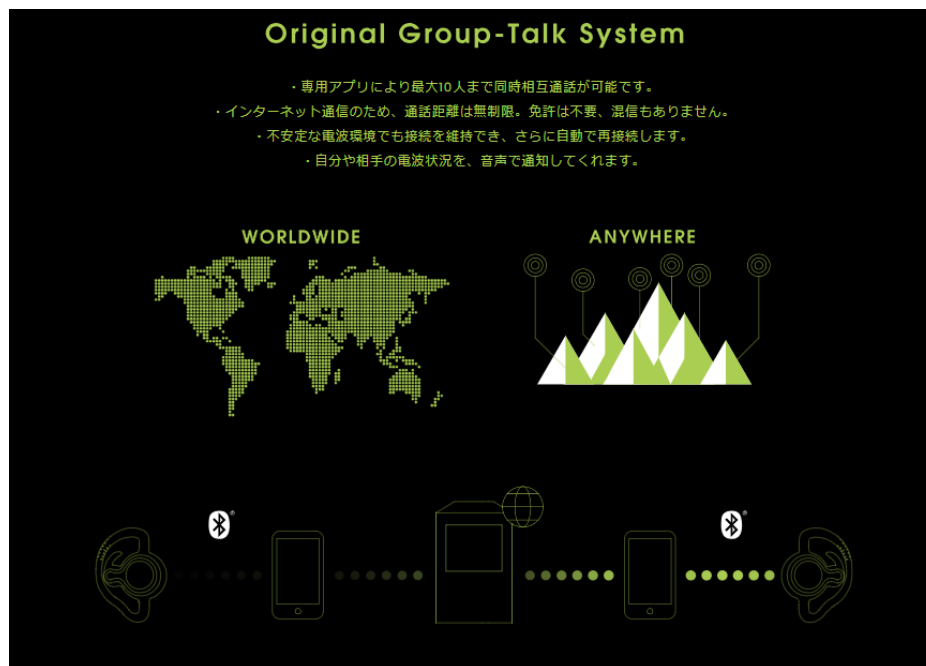 Original Group-Talk System
・専用アプリにより最大10人まで同時相互通話が可能です。
・インターネット通信のため、通話距離は無制限。免許は不要、混信もありません。
・不安定な電波環境でも接続を維持でき、さらに自動で再接続します。
・自分や相手の電波状況を、音声で通知してくれます。
WORLDWIDE
ANYWHERE